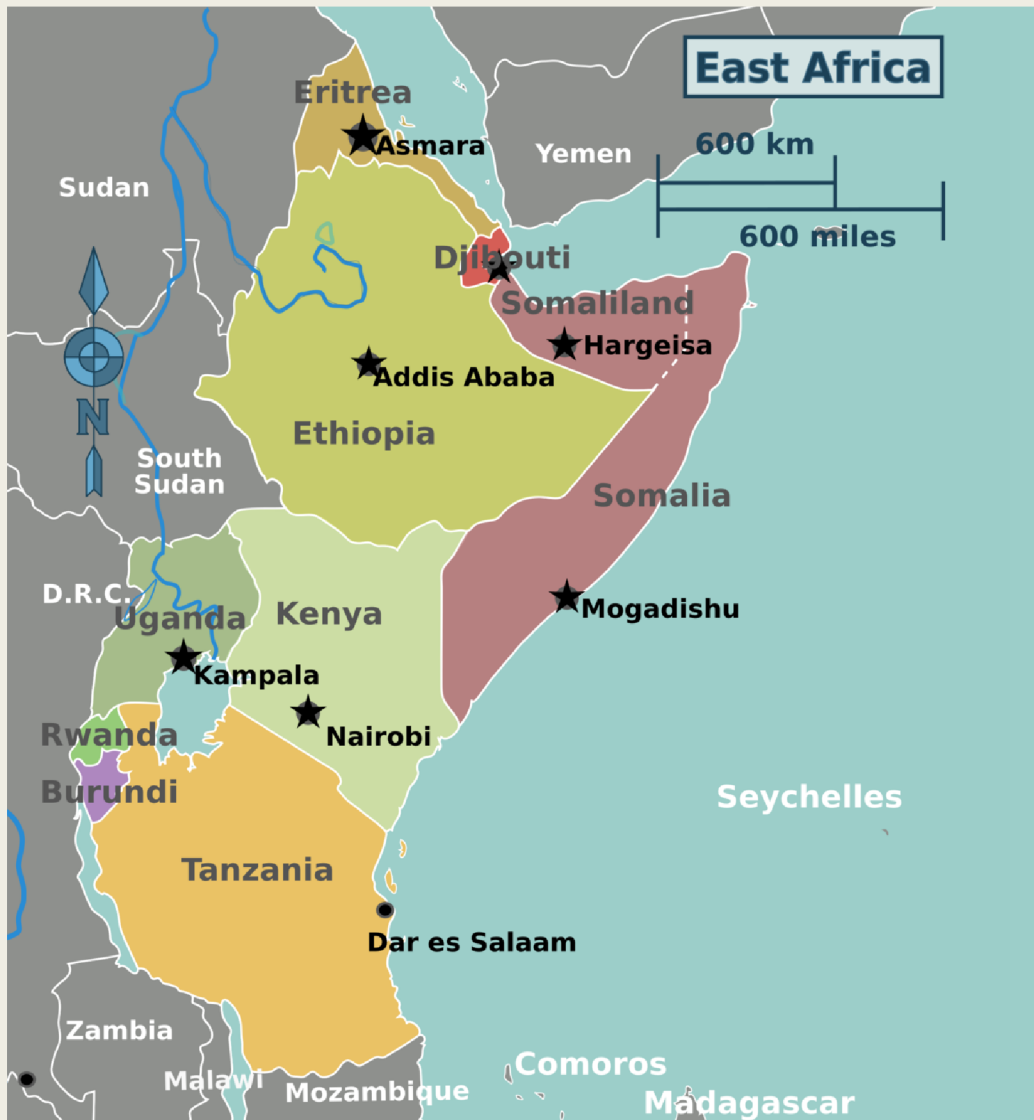 East Africa
Eritrea
Asmara
600 km
Yemen
Sudan
600 miles
Djibouti
Somaliland
Hargeisa
Addis Ababa
N
Ethiopia
South
Sudan
Somalia
D.R.C.
Uganda
Kenya
Mogadishu
Kampala
Rwanda
Nairobi
Burundi
Seychelles
Tanzania
Dar es Salaam
Zambia
Comoros
Malawi
Mozambique
Madagascar